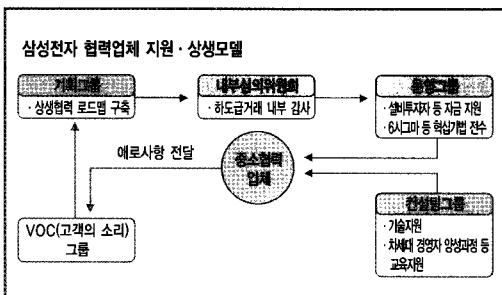 삼성전자 협력업체 지원 · 상생모델
기획그룹
· 상생협력 로드맵 구축
내부심의위원회
· 하도급거래 내부 감사
운영그룹
· 설비투자자 등 자금 지원
· 6시그마 등 혁신기법 전수
애로사항 전달
중소협력
업체
VOC(고객의 소리)
그룹
컨설팅그룹
· 기술지원
· 차세대 경영자 양성과정 등
교육지원